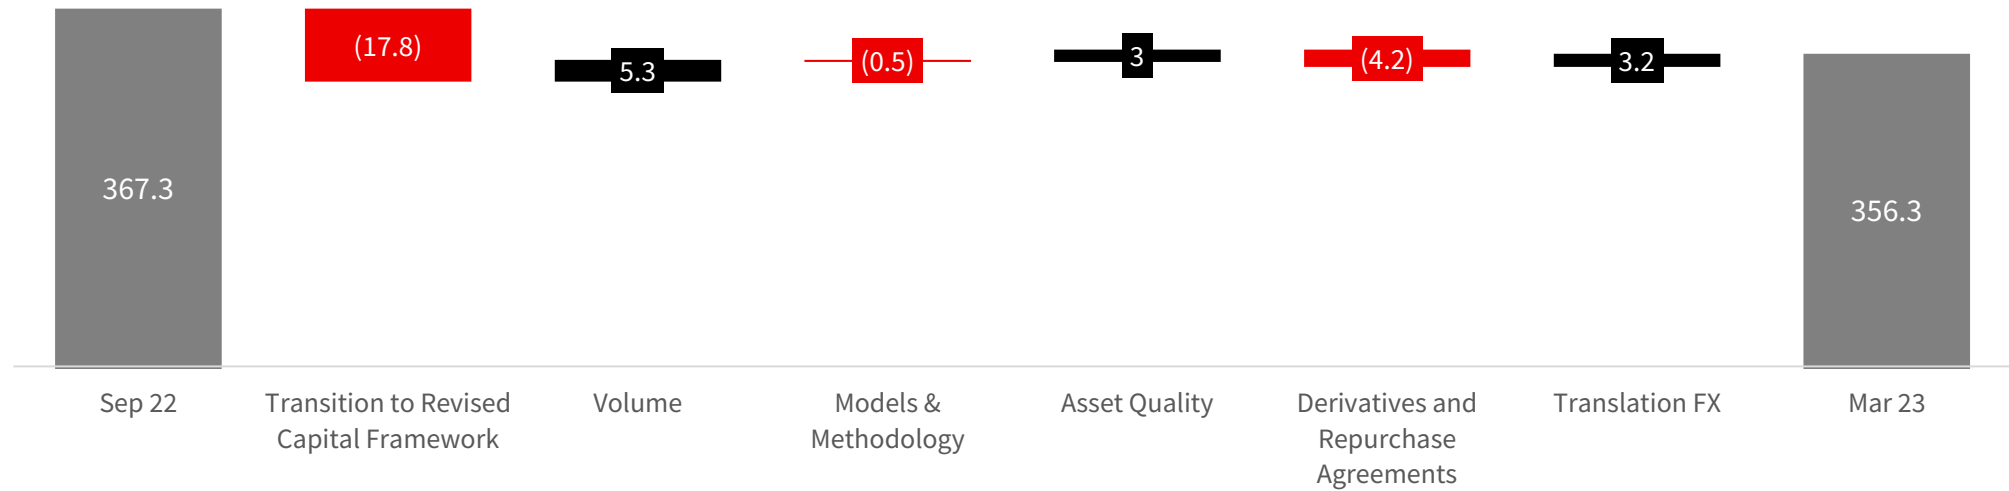 (17.8)
5.3
(0.5)
3
(4.2)
3.2
367.3
356.3
Sep 22
Transition to Revised
Capital Framework
Volume
Models &
Methodology
Asset Quality
Derivatives and
Repurchase
Agreements
Translation FX
Mar 23